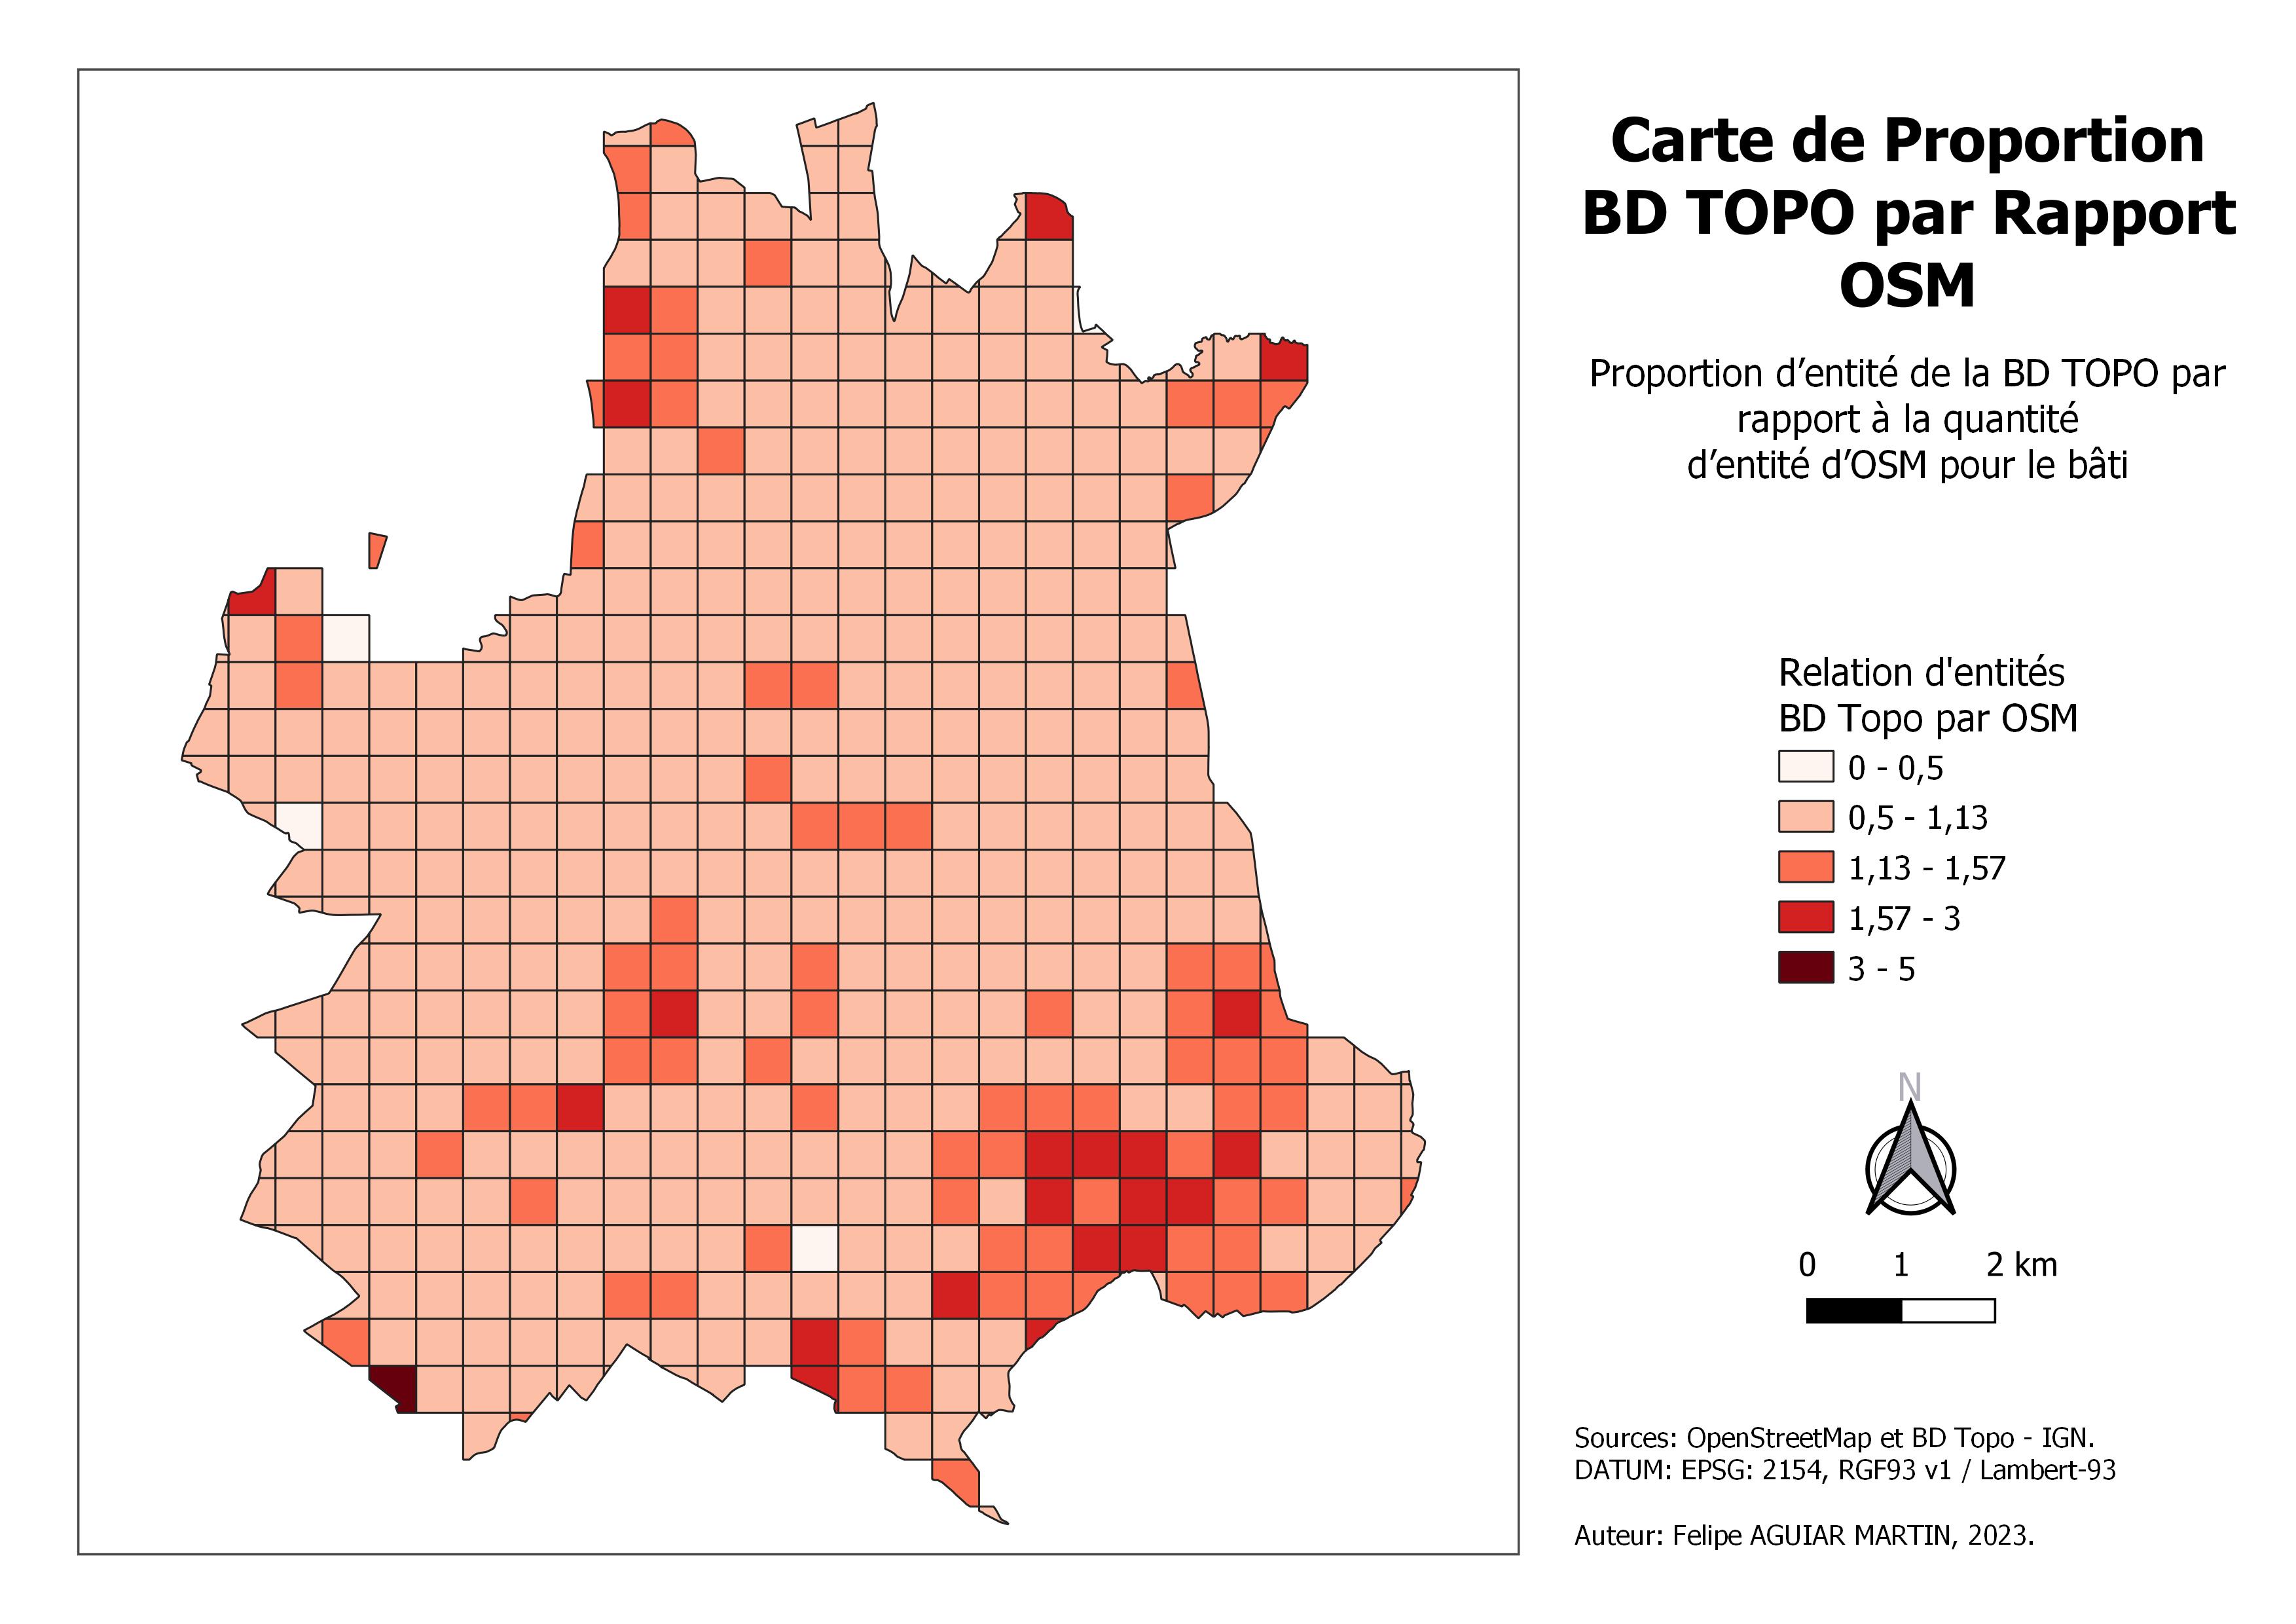 Carte de Proportion
BD TOPO par Rapport
OSM
Proportion d’entité de la BD TOPO par
rapport à la quantité
d’entité d’OSM pour le bâti
Relation d'entités
BD Topo par OSM
0 - 0,5
0,5 - 1,13
1,13 - 1,57
1,57 - 3
3 - 5
N
0 1 2 km
Sources: OpenStreetMap et BD Topo - IGN.
DATUM: EPSG: 2154, RGF93 v1 / Lambert-93
Auteur: Felipe AGUIAR MARTIN, 2023.